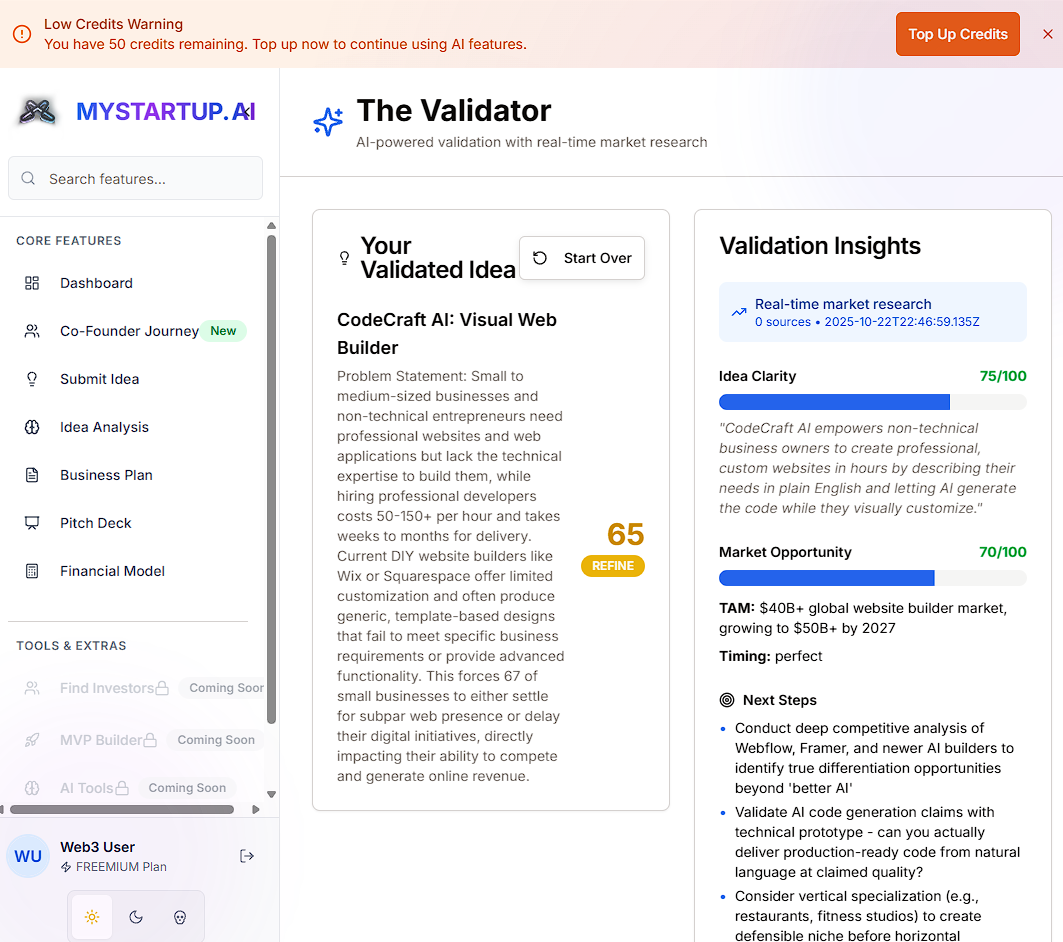 Low Credits Warning
You have 50 credits remaining. Top up now to continue using AI features.
Top Up Credits
MYSTARTUP.AI
Search features...
CORE FEATURES
Dashboard
Co-Founder Journey New
Submit Idea
Idea Analysis
Business Plan
Pitch Deck
Financial Model
TOOLS & EXTRAS
Find Investors Coming Soon
MVP Builder Coming Soon
AI Tools Coming Soon
WU
Web3 User
FREEMIUM Plan
The Validator
AI-powered validation with real-time market research
Your
Validated Idea
Start Over
CodeCraft AI: Visual Web
Builder
Problem Statement: Small to
medium-sized businesses and
non-technical entrepreneurs need
professional websites and web
applications but lack the technical
expertise to build them, while
hiring professional developers
costs 50-150+ per hour and takes
weeks to months for delivery.
Current DIY website builders like
Wix or Squarespace offer limited
customization and often produce
generic, template-based designs
that fail to meet specific business
requirements or provide advanced
functionality. This forces 67 of
small businesses to either settle
for subpar web presence or delay
their digital initiatives, directly
impacting their ability to compete
and generate online revenue.
65
REFINE
Validation Insights
Real-time market research
0 sources • 2025-10-22T22:46:59.135Z
Idea Clarity 75/100
"CodeCraft AI empowers non-technical
business owners to create professional,
custom websites in hours by describing their
needs in plain English and letting AI generate
the code while they visually customize."
Market Opportunity 70/100
TAM: $40B+ global website builder market,
growing to $50B+ by 2027
Timing: perfect
Next Steps
• Conduct deep competitive analysis of
Webflow, Framer, and newer AI builders to
identify true differentiation opportunities
beyond 'better AI'
• Validate AI code generation claims with
technical prototype - can you actually
deliver production-ready code from natural
language at claimed quality?
• Consider vertical specialization (e.g.,
restaurants, fitness studios) to create
defensible niche before horizontal